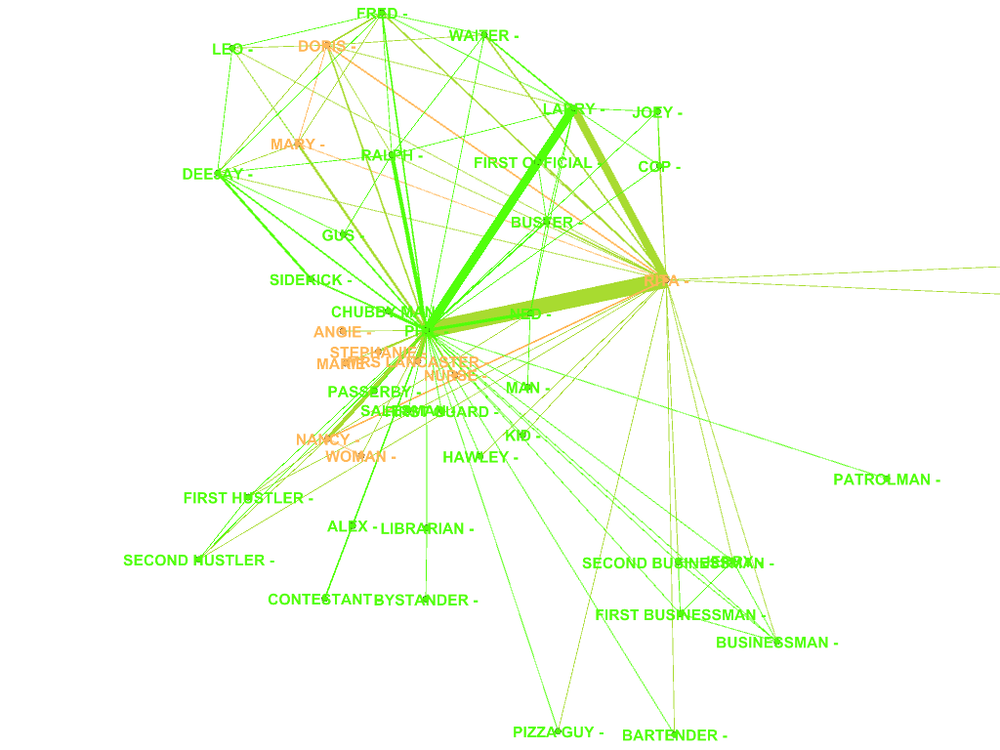 FRED -
WAITER -
LEO -
DORIS -
LARRY -
JOEY -
MARY -
RALPH -
FIRST OFFICIAL -
COP -
DEEJAY -
BUSTER -
GUS -
SIDEKICK -
RITA -
CHUBBY MAN
NED -
ANGIE -
PHIL
STEPHANIE
MRS LANCASTER -
NURSE -
PASSERBY -
MAN -
FIRST GUARD -
NANCY -
KID -
WOMAN -
HAWLEY -
PATROLMAN -
FIRST HUSTLER -
ALEX -
LIBRARIAN -
SECOND HUSTLER -
SECOND BUSINESSMAN -
CONTESTANT
BYSTANDER -
FIRST BUSINESSMAN -
BUSINESSMAN -
PIZZA GUY -
BARTENDER -